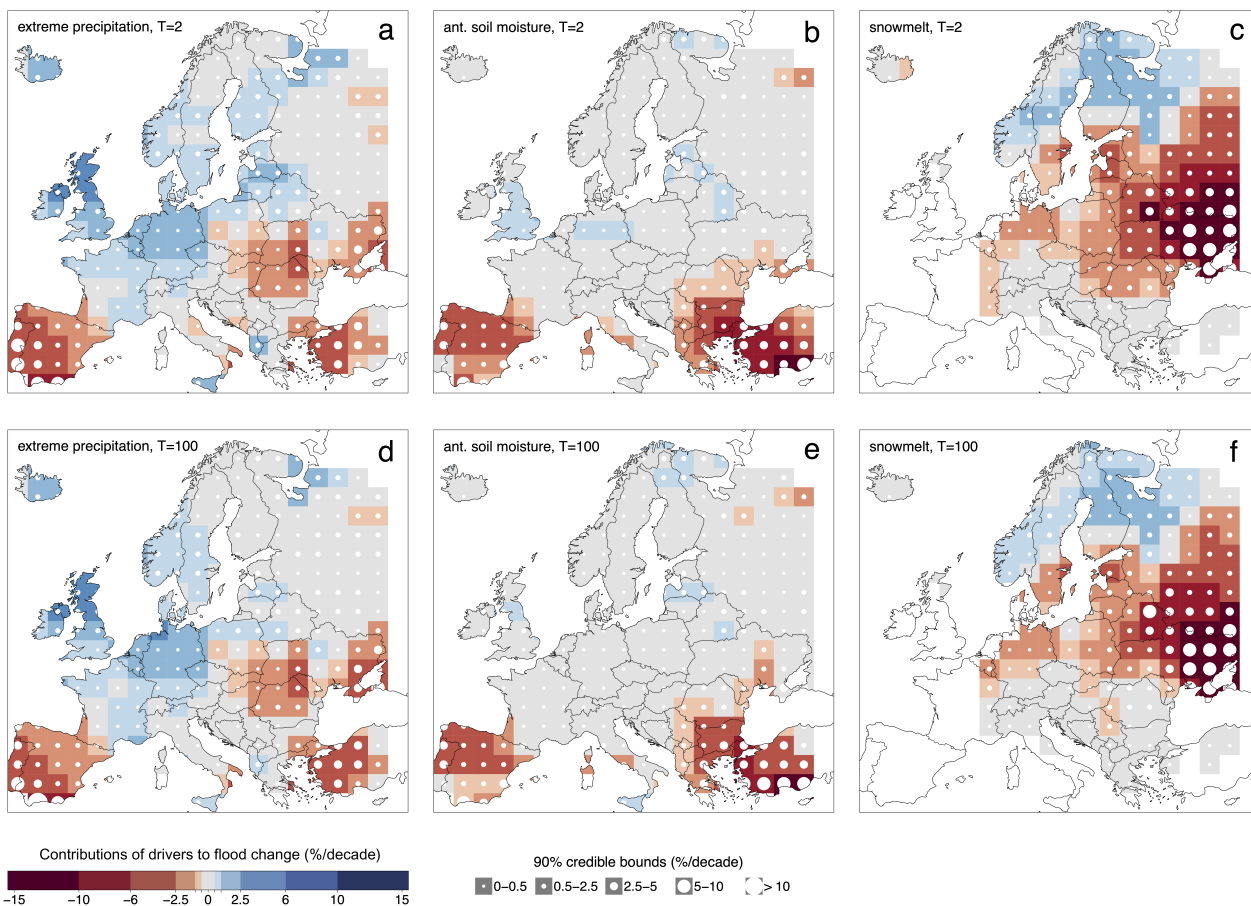 extreme precipitation, T=2
a
ant. soil moisture, T=2
b
snowmelt, T=2
c
extreme precipitation, T=100
d
ant. soil moisture, T=100
e
snowmelt, T=100
f
Contributions of drivers to flood change (%/decade)
−15 −10 −6 −2.5 0 2.5 6 10 15
90% credible bounds (%/decade)
0−0.5 0.5−2.5 2.5−5 5−10 > 10